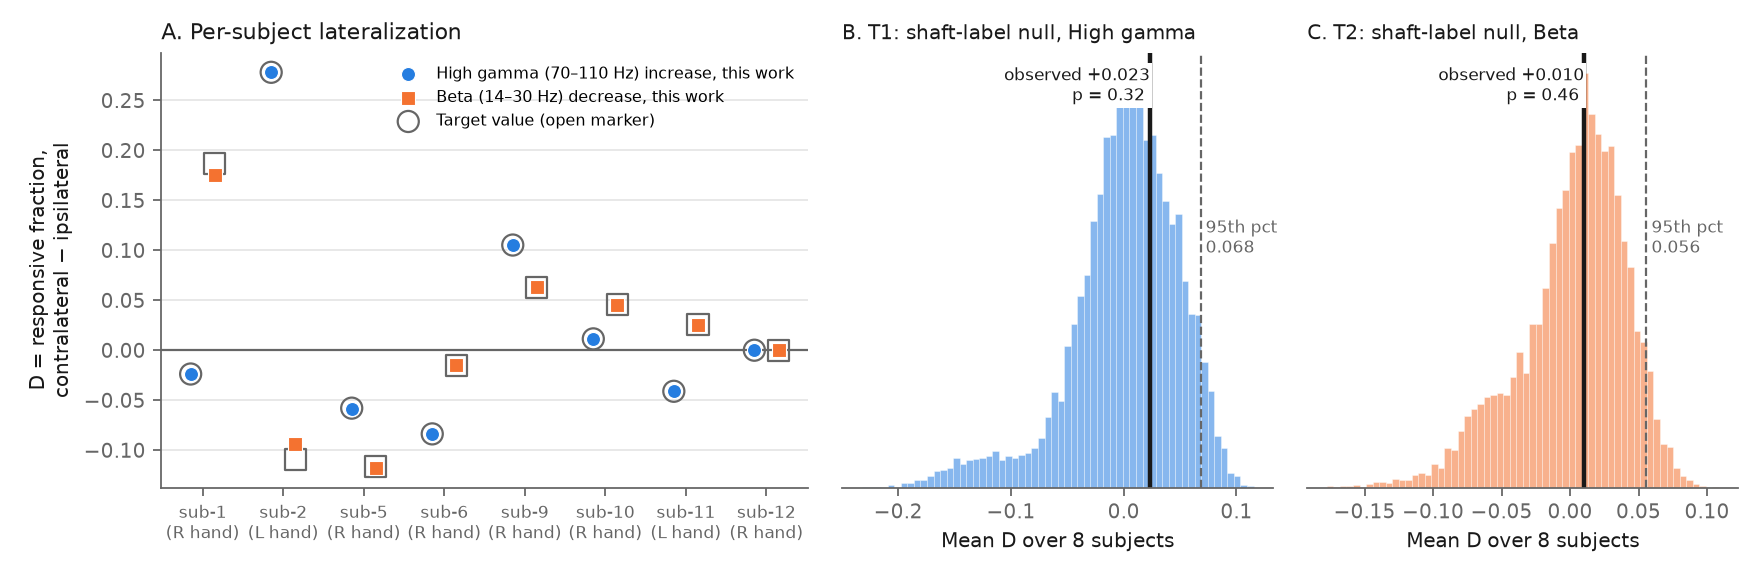 A. Per-subject lateralization
D = responsive fraction,
contralateral − ipsilateral
0.25
0.20
0.15
0.10
0.05
0.00
−0.05
−0.10
High gamma (70–110 Hz) increase, this work
Beta (14–30 Hz) decrease, this work
Target value (open marker)
sub-1 sub-2 sub-5 sub-6 sub-9 sub-10 sub-11 sub-12
(R hand) (L hand) (R hand) (R hand) (R hand) (R hand) (L hand) (R hand)
B. T1: shaft-label null, High gamma
observed +0.023
p = 0.32
95th pct
0.068
−0.2 −0.1 0.0 0.1
Mean D over 8 subjects
C. T2: shaft-label null, Beta
observed +0.010
p = 0.46
95th pct
0.056
−0.15 −0.10 −0.05 0.00 0.05 0.10
Mean D over 8 subjects